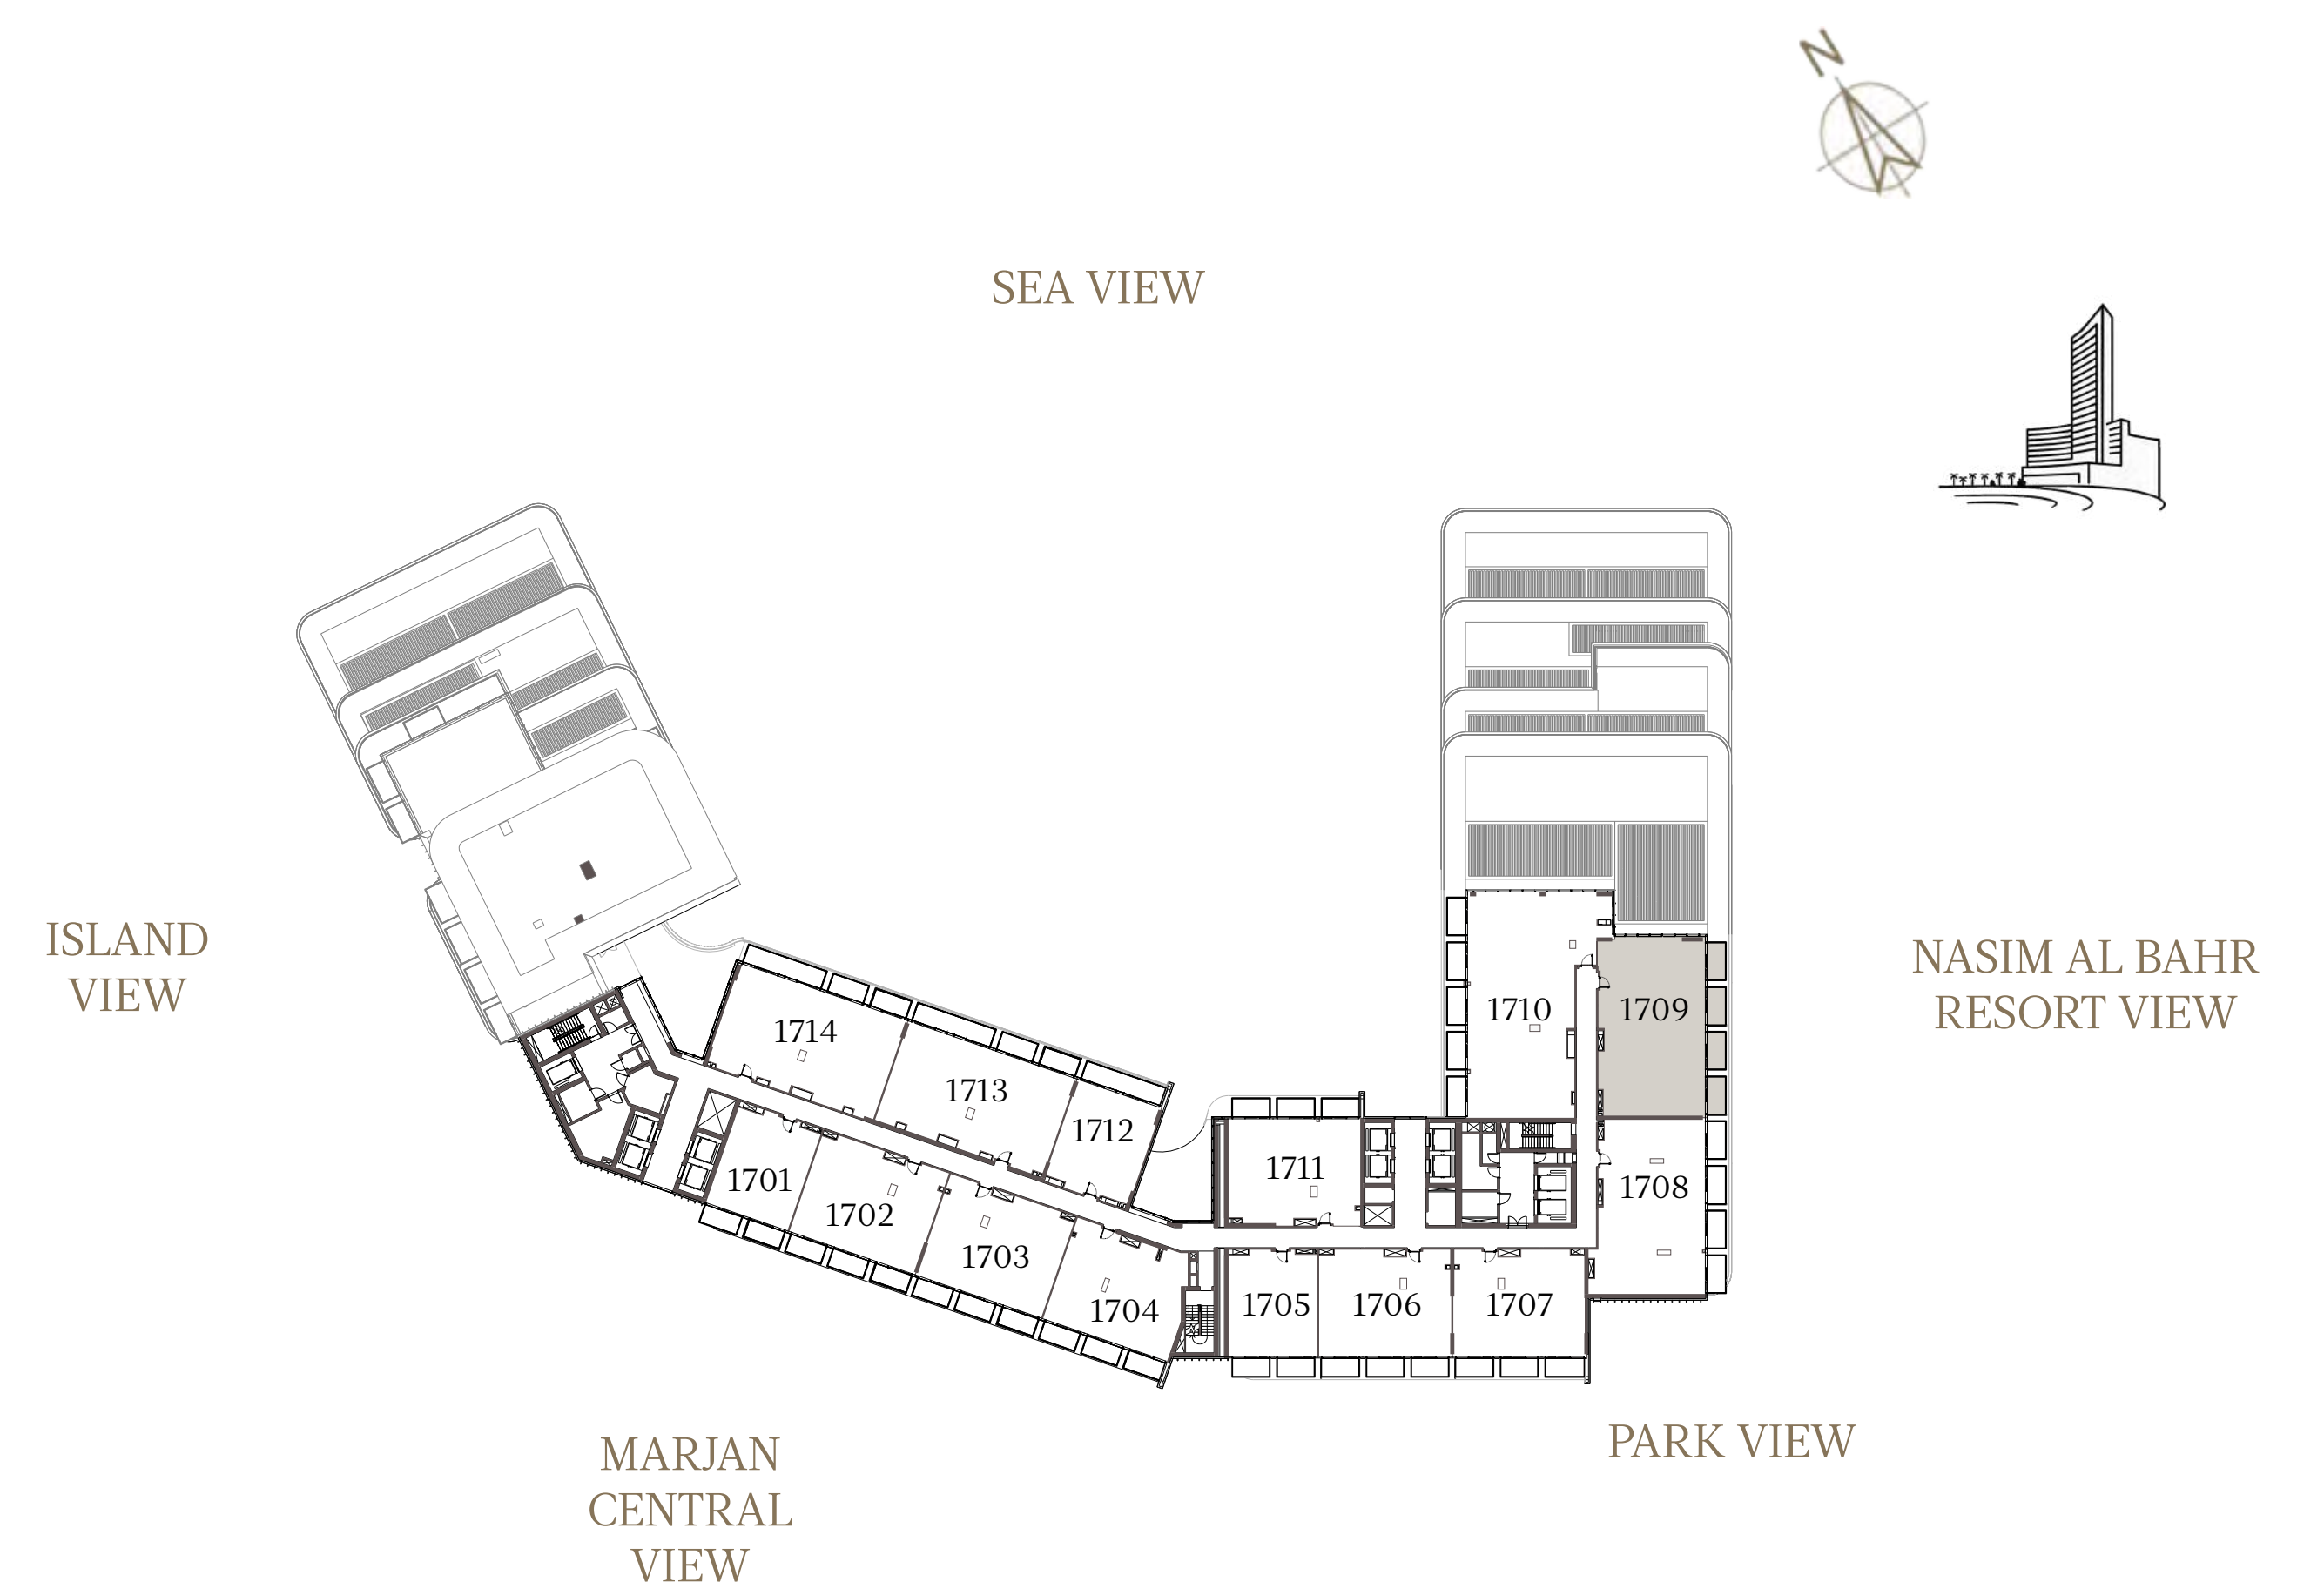 N
SEA VIEW
ISLAND
VIEW
NASIM AL BAHR
RESORT VIEW
1710
1709
1714
1713
1712
1711
1701
1702
1703
1704
1705
1706
1707
1708
MARJAN
CENTRAL
VIEW
PARK VIEW